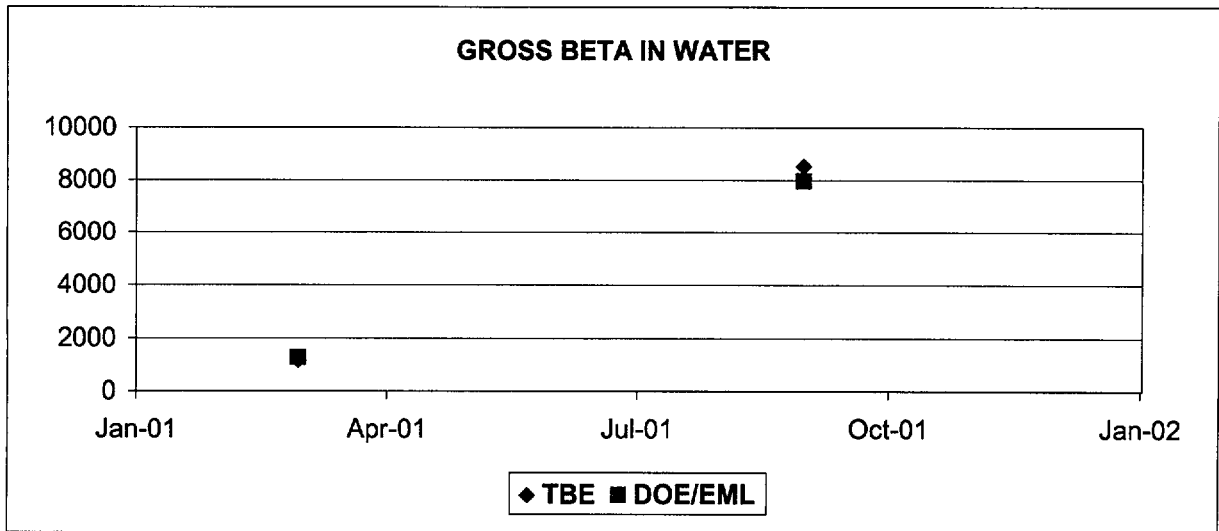 GROSS BETA IN WATER
10000
8000
6000
4000
2000
0
Jan-01 Apr-01 Jul-01 Oct-01 Jan-02
TBE DOE/EML